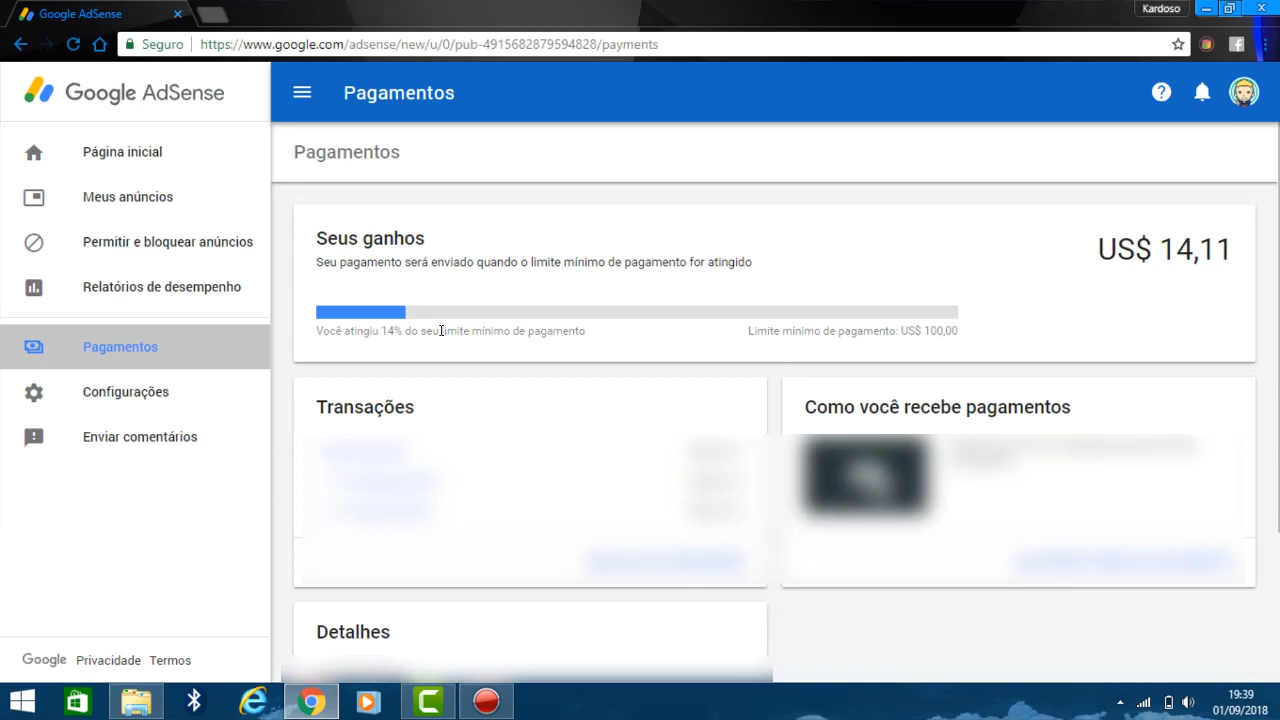 Google AdSense
Kardoso
Seguro
https://www.google.com/adsense/new/u/0/pub-4915682879594828/payments
Google AdSense
Pagamentos
Página inicial
Meus anúncios
Permitir e bloquear anúncios
Relatórios de desempenho
Pagamentos
Configurações
Enviar comentários
Google Privacidade Termos
Pagamentos
Seus ganhos
Seu pagamento será enviado quando o limite mínimo de pagamento for atingido
US$ 14,11
Você atingiu 14% do seu limite mínimo de pagamento
Limite mínimo de pagamento: US$ 100,00
Transações
Como você recebe pagamentos
Detalhes
19:39
01/09/2018